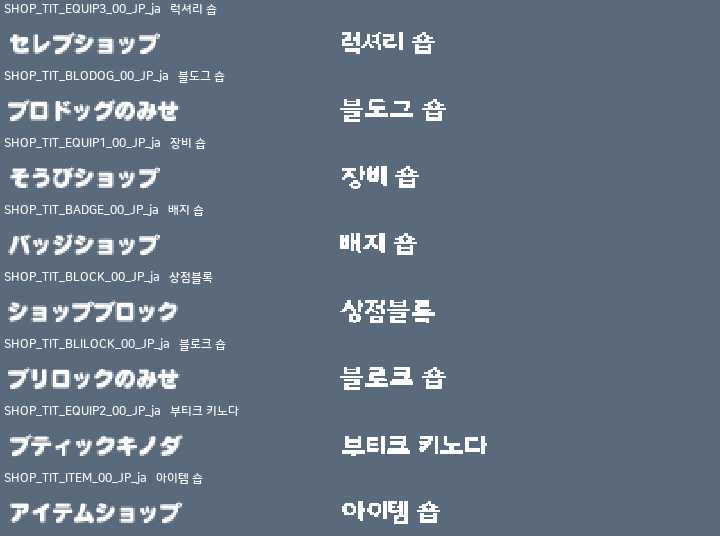 SHOP_TIT_EQUIP3_00_JP_ja 럭셔리 숍
セレブショップ 럭셔리 숍
SHOP_TIT_BLODOG_00_JP_ja 블도그 숍
ブロドッグのみせ 블도그 숍
SHOP_TIT_EQUIP1_00_JP_ja 장비 숍
そうびショップ 장비 숍
SHOP_TIT_BADGE_00_JP_ja 배지 숍
バッジショップ 배지 숍
SHOP_TIT_BLOCK_00_JP_ja 상점블록
ショップブロック 상점블록
SHOP_TIT_BLILOCK_00_JP_ja 블로크 숍
ブリロックのみせ 블로크 숍
SHOP_TIT_EQUIP2_00_JP_ja 부티크 키노다
ブティックキノダ 부티크 키노다
SHOP_TIT_ITEM_00_JP_ja 아이템 숍
アイテムショップ 아이템 숍